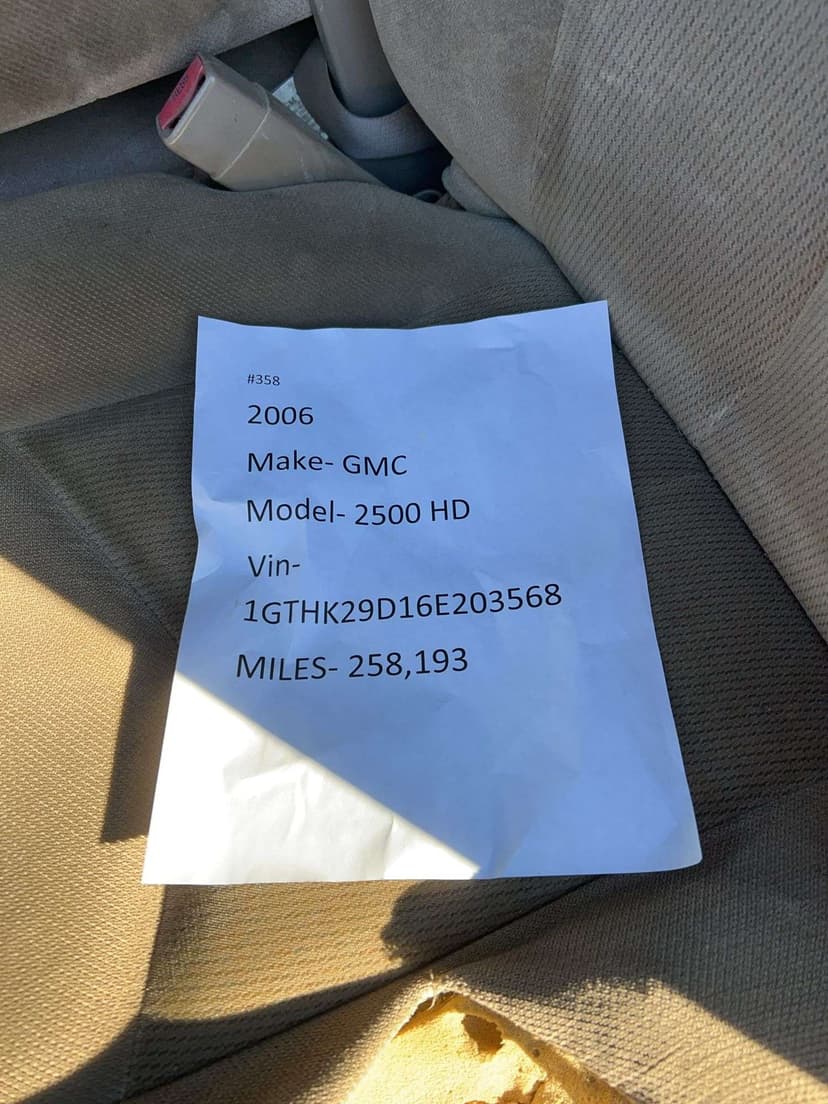 #358
2006
Make- GMC
Model- 2500 HD
Vin-
1GTHK29D16E203568
MILES- 258,193